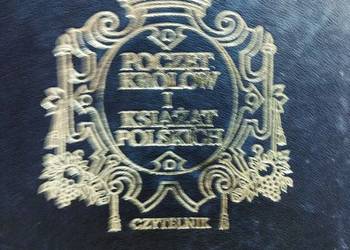 POCZET
KRÓLÓW
I
KSIĄŻĄT
POLSKICH
CZYTELNIK